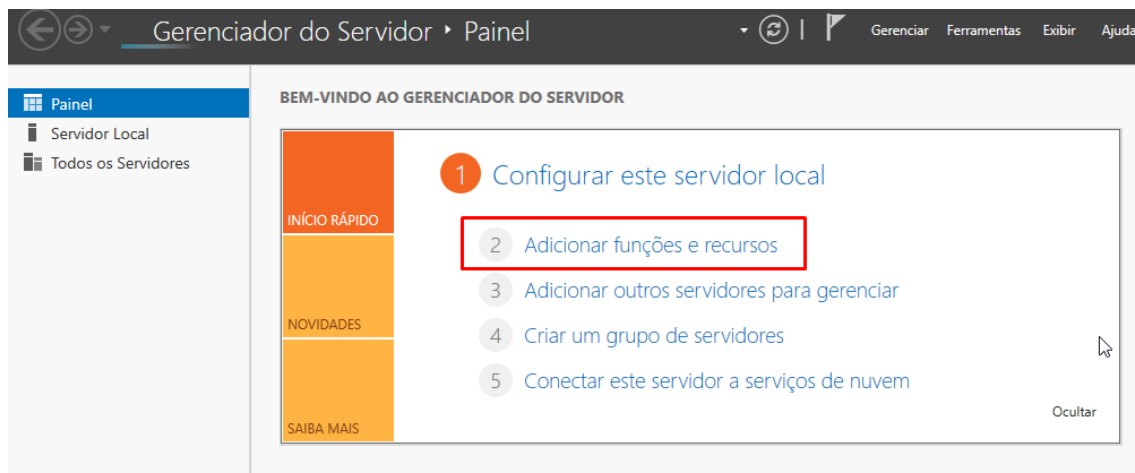 Gerenciador do Servidor ‣ Painel
Gerenciar Ferramentas Exibir Ajuda
Painel
Servidor Local
Todos os Servidores
BEM-VINDO AO GERENCIADOR DO SERVIDOR
INÍCIO RÁPIDO
NOVIDADES
SAIBA MAIS
1 Configurar este servidor local
2 Adicionar funções e recursos
3 Adicionar outros servidores para gerenciar
4 Criar um grupo de servidores
5 Conectar este servidor a serviços de nuvem
Ocultar